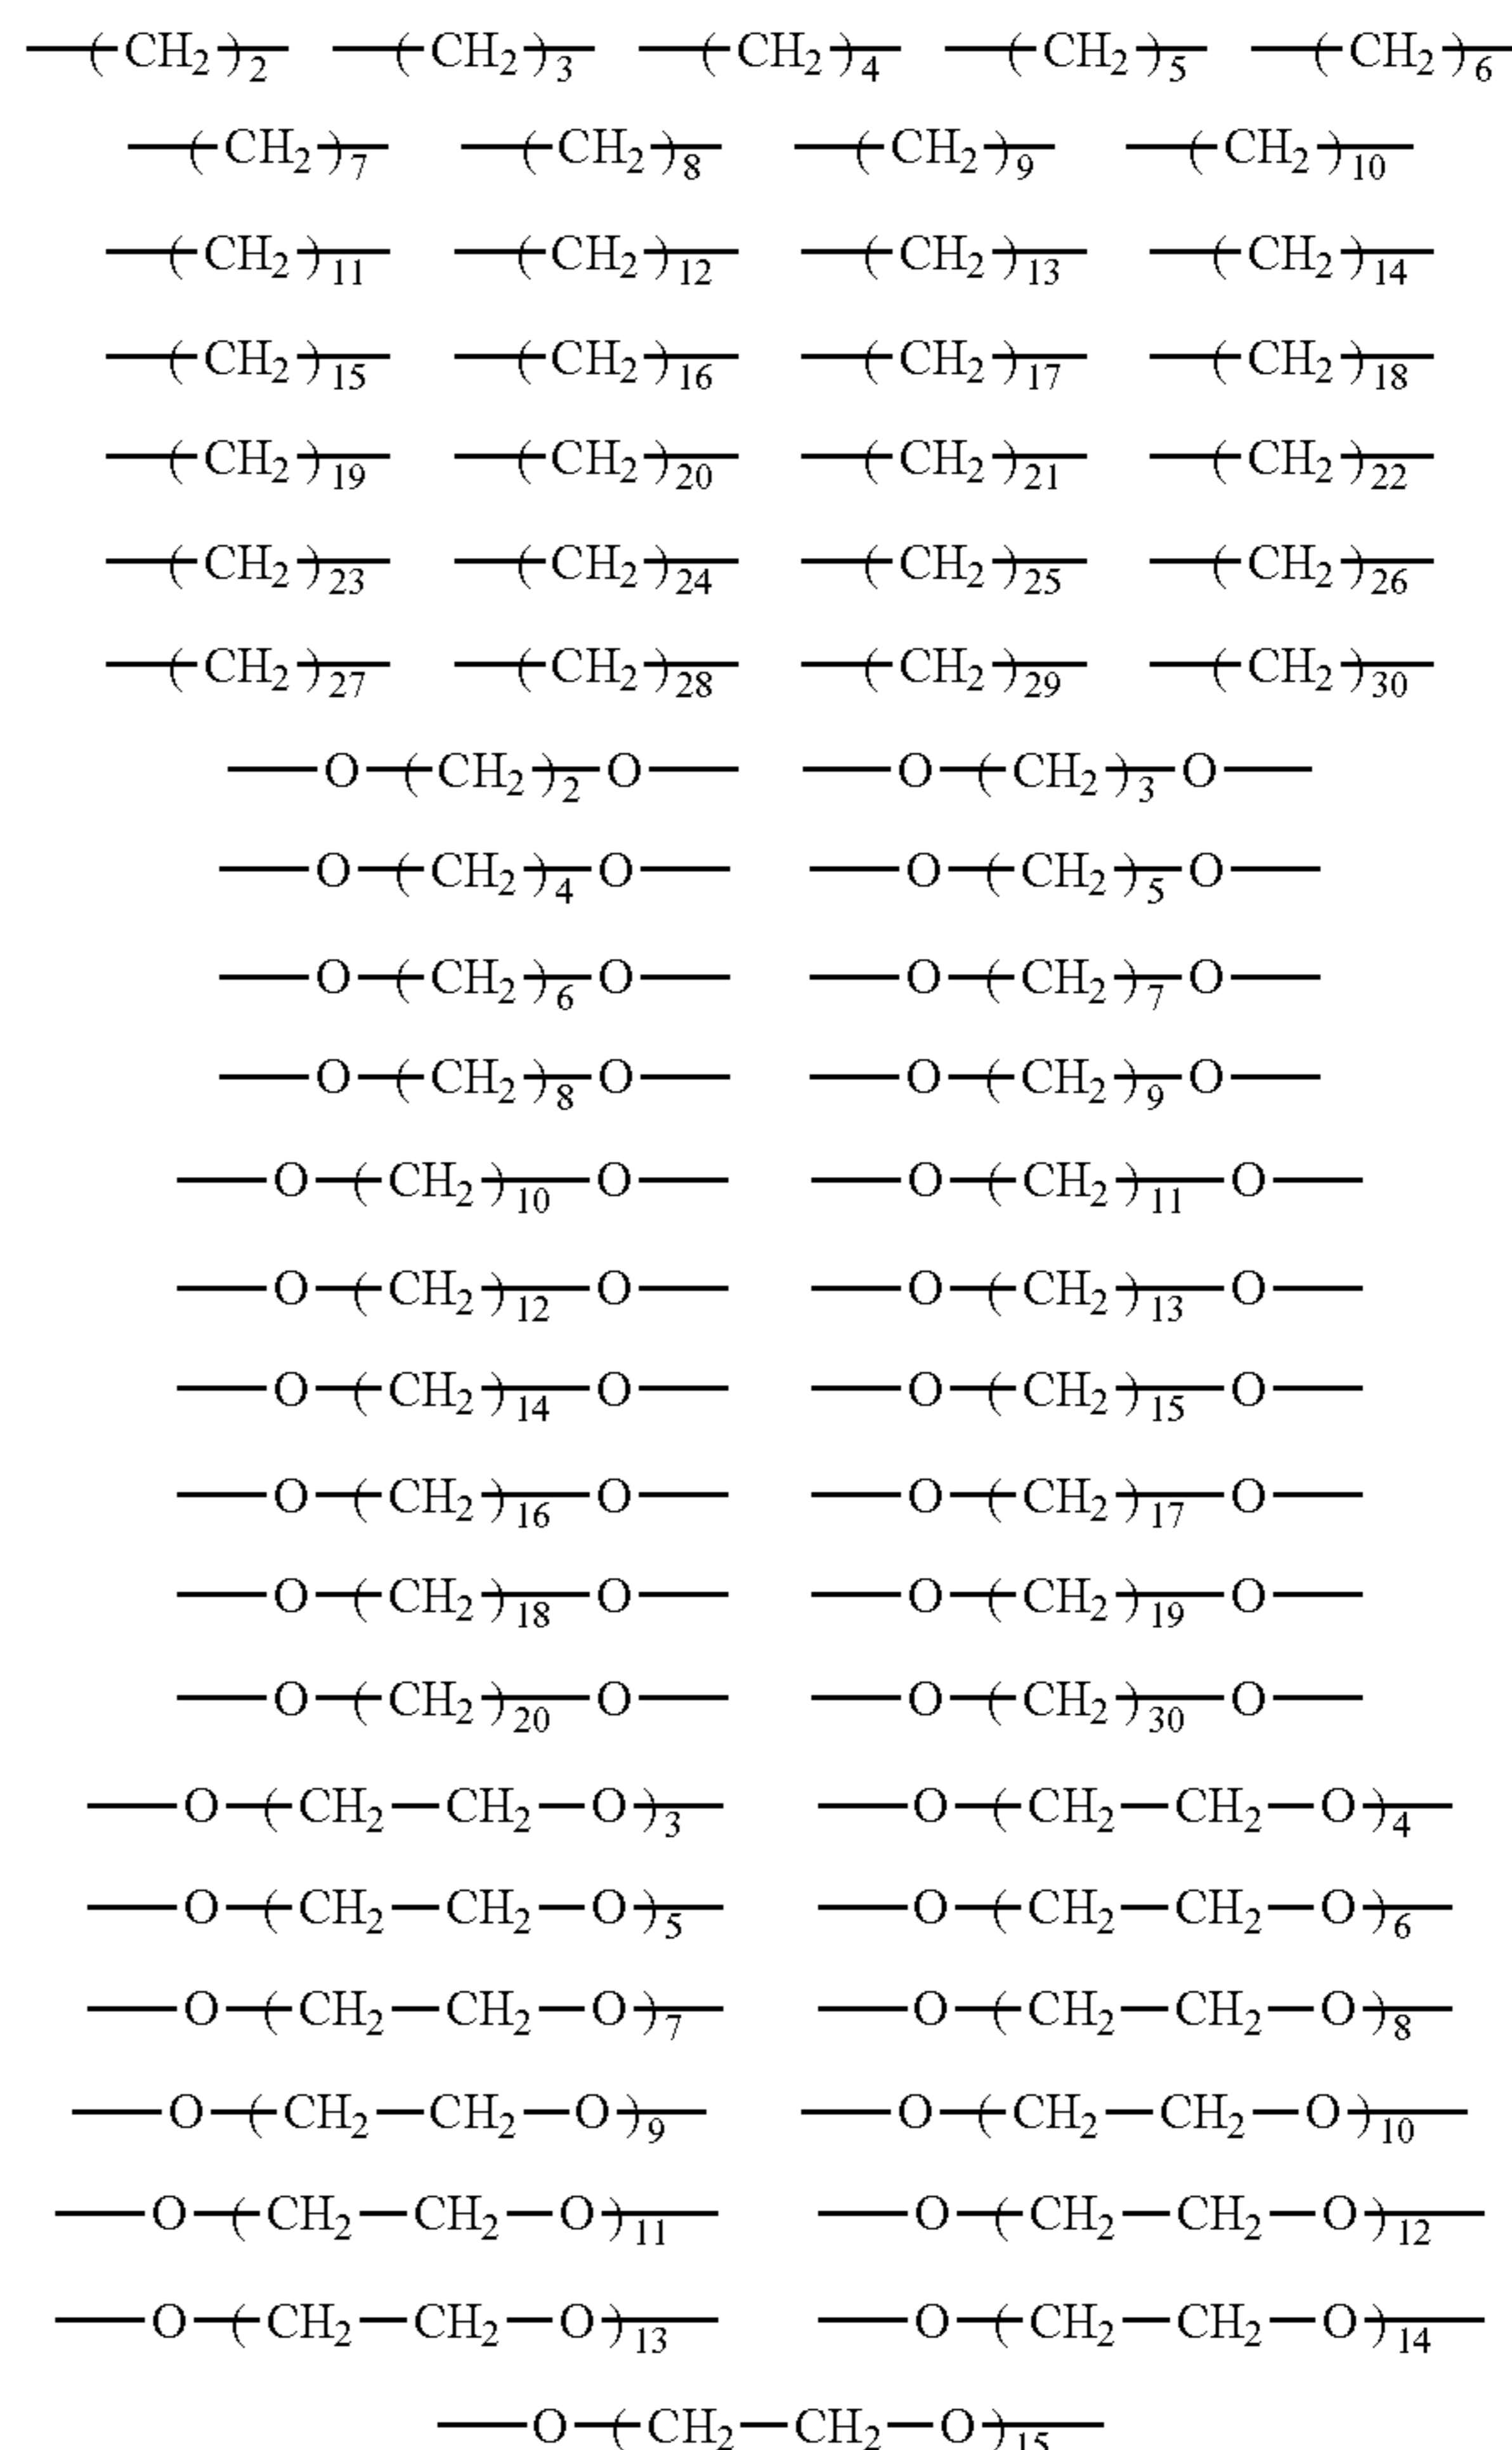 —(CH₂)₂— —(CH₂)₃— —(CH₂)₄— —(CH₂)₅— —(CH₂)₆—
—(CH₂)₇— —(CH₂)₈— —(CH₂)₉— —(CH₂)₁₀—
—(CH₂)₁₁— —(CH₂)₁₂— —(CH₂)₁₃— —(CH₂)₁₄—
—(CH₂)₁₅— —(CH₂)₁₆— —(CH₂)₁₇— —(CH₂)₁₈—
—(CH₂)₁₉— —(CH₂)₂₀— —(CH₂)₂₁— —(CH₂)₂₂—
—(CH₂)₂₃— —(CH₂)₂₄— —(CH₂)₂₅— —(CH₂)₂₆—
—(CH₂)₂₇— —(CH₂)₂₈— —(CH₂)₂₉— —(CH₂)₃₀—
—O—(CH₂)₂—O— —O—(CH₂)₃—O—
—O—(CH₂)₄—O— —O—(CH₂)₅—O—
—O—(CH₂)₆—O— —O—(CH₂)₇—O—
—O—(CH₂)₈—O— —O—(CH₂)₉—O—
—O—(CH₂)₁₀—O— —O—(CH₂)₁₁—O—
—O—(CH₂)₁₂—O— —O—(CH₂)₁₃—O—
—O—(CH₂)₁₄—O— —O—(CH₂)₁₅—O—
—O—(CH₂)₁₆—O— —O—(CH₂)₁₇—O—
—O—(CH₂)₁₈—O— —O—(CH₂)₁₉—O—
—O—(CH₂)₂₀—O— —O—(CH₂)₃₀—O—
—O—(CH₂—CH₂—O)₃— —O—(CH₂—CH₂—O)₄—
—O—(CH₂—CH₂—O)₅— —O—(CH₂—CH₂—O)₆—
—O—(CH₂—CH₂—O)₇— —O—(CH₂—CH₂—O)₈—
—O—(CH₂—CH₂—O)₉— —O—(CH₂—CH₂—O)₁₀—
—O—(CH₂—CH₂—O)₁₁— —O—(CH₂—CH₂—O)₁₂—
—O—(CH₂—CH₂—O)₁₃— —O—(CH₂—CH₂—O)₁₄—
—O—(CH₂—CH₂—O)₁₅—